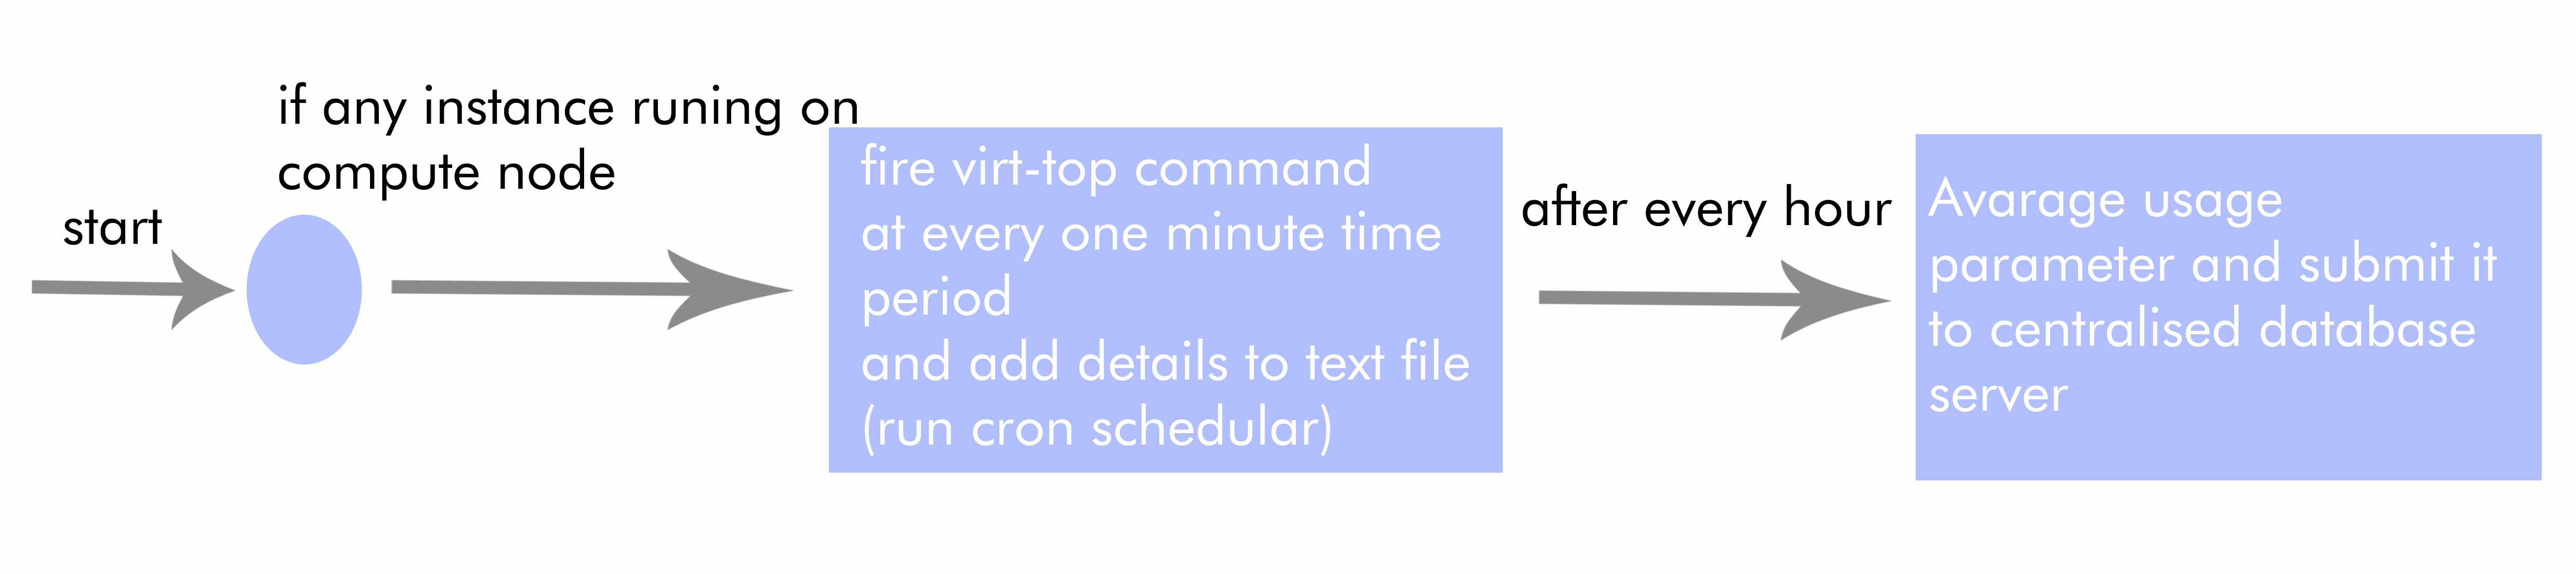 start
if any instance runing on
compute node
fire virt-top command
at every one minute time
period
and add details to text file
(run cron schedular)
after every hour
Avarage usage
parameter and submit it
to centralised database
server